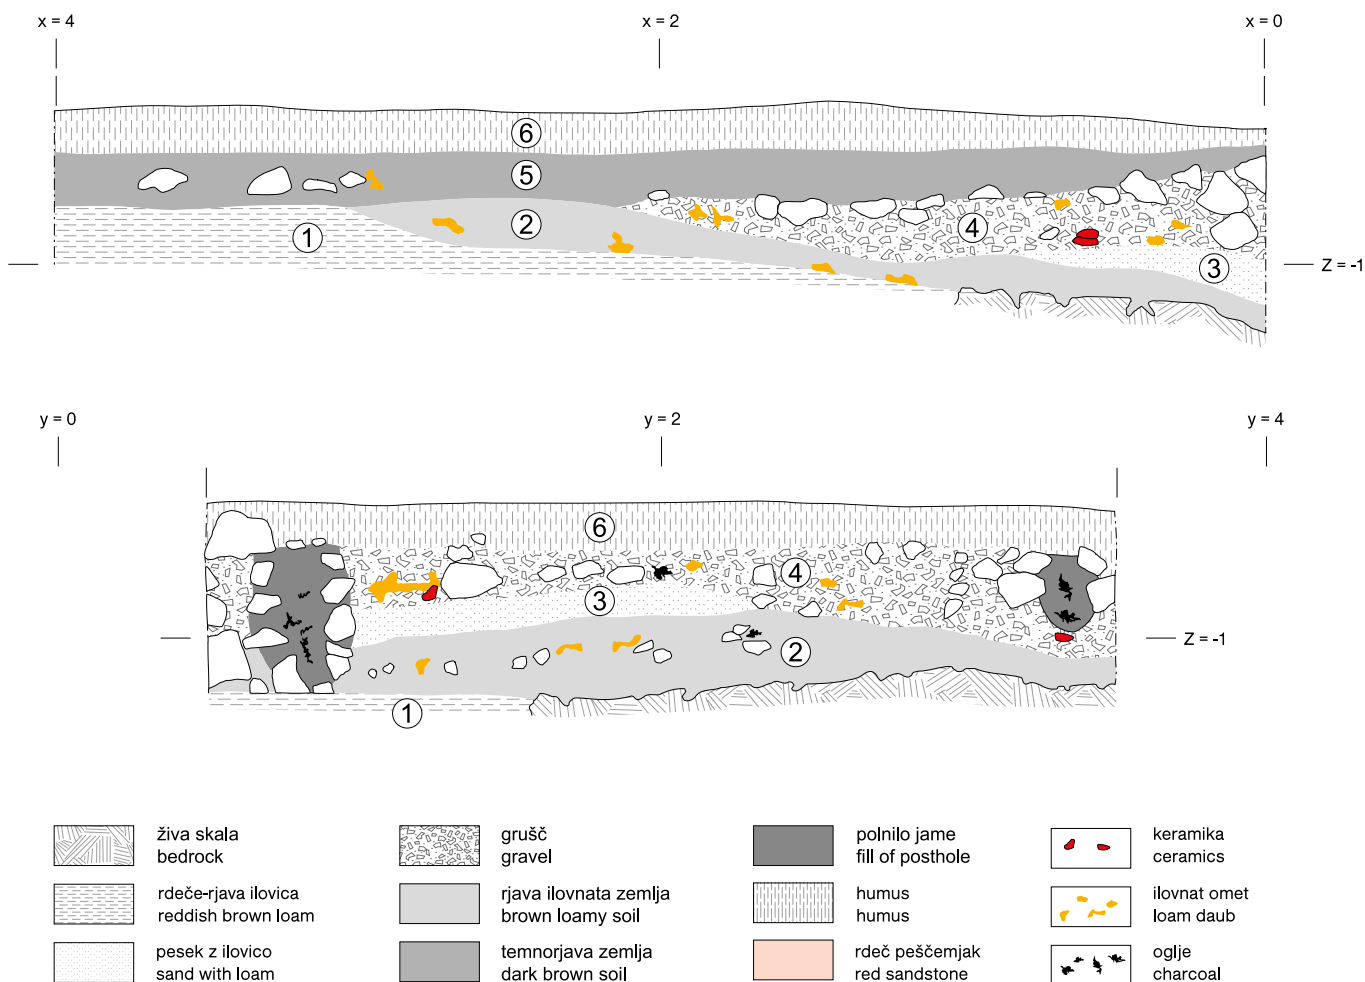 x = 4 x = 2 x = 0
6
5
2
1
4
3
Z = -1
y = 0 y = 2 y = 4
6
4
3
2
1
Z = -1
živa skala
bedrock
grušč
gravel
polnilo jame
fill of posthole
keramika
ceramics
rdeče-rjava ilovica
reddish brown loam
rjava ilovnata zemlja
brown loamy soil
humus
humus
ilovnat omet
loam daub
pesek z ilovico
sand with loam
temnorjava zemlja
dark brown soil
rdeč peščemjak
red sandstone
oglje
charcoal